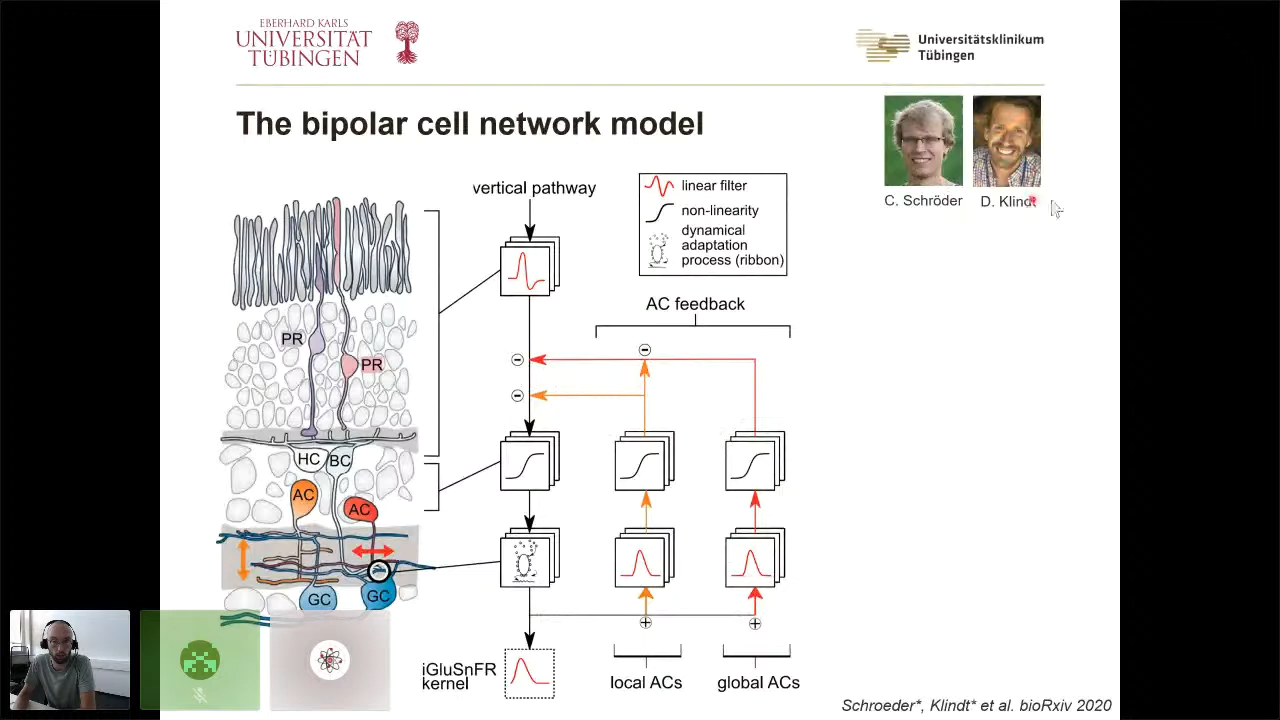 EBERHARD KARLS
UNIVERSITÄT
TÜBINGEN
Universitätsklinikum
Tübingen
The bipolar cell network model
C. Schröder
D. Klindt
vertical pathway
linear filter
non-linearity
dynamical
adaptation
process (ribbon)
AC feedback
PR
PR
HC
BC
AC
AC
GC
GC
iGluSnFR
kernel
local ACs
global ACs
Schroeder*, Klindt* et al. bioRxiv 2020